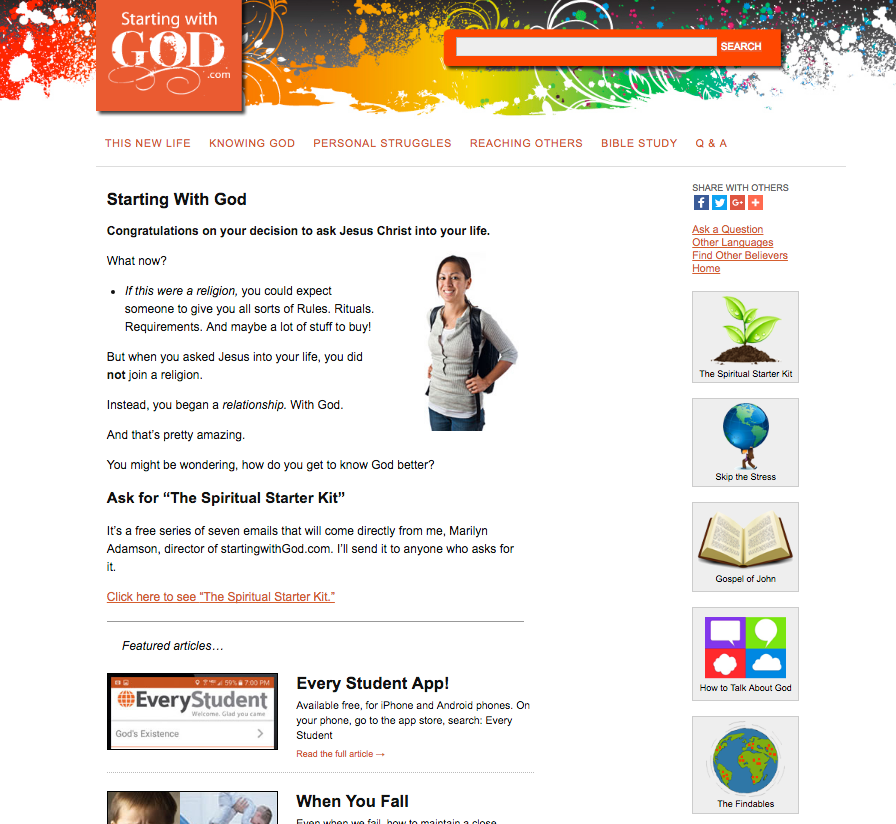 Starting with
GOD
.com
SEARCH
THIS NEW LIFE KNOWING GOD PERSONAL STRUGGLES REACHING OTHERS BIBLE STUDY Q & A
Starting With God
Congratulations on your decision to ask Jesus Christ into your life.
What now?
• If this were a religion, you could expect
someone to give you all sorts of Rules. Rituals.
Requirements. And maybe a lot of stuff to buy!
But when you asked Jesus into your life, you did
not join a religion.
Instead, you began a relationship. With God.
And that's pretty amazing.
You might be wondering, how do you get to know God better?
Ask for “The Spiritual Starter Kit”
It's a free series of seven emails that will come directly from me, Marilyn
Adamson, director of startingwithGod.com. I'll send it to anyone who asks for
it.
Click here to see “The Spiritual Starter Kit.”
Featured articles…
59% 7:00 PM
EveryStudent
Welcome. Glad you came
God's Existence
Every Student App!
Available free, for iPhone and Android phones. On
your phone, go to the app store, search: Every
Student
Read the full article →
When You Fall
Even when we fail, how to maintain a close
SHARE WITH OTHERS
Ask a Question
Other Languages
Find Other Believers
Home
The Spiritual Starter Kit
Skip the Stress
Gospel of John
How to Talk About God
The Findables